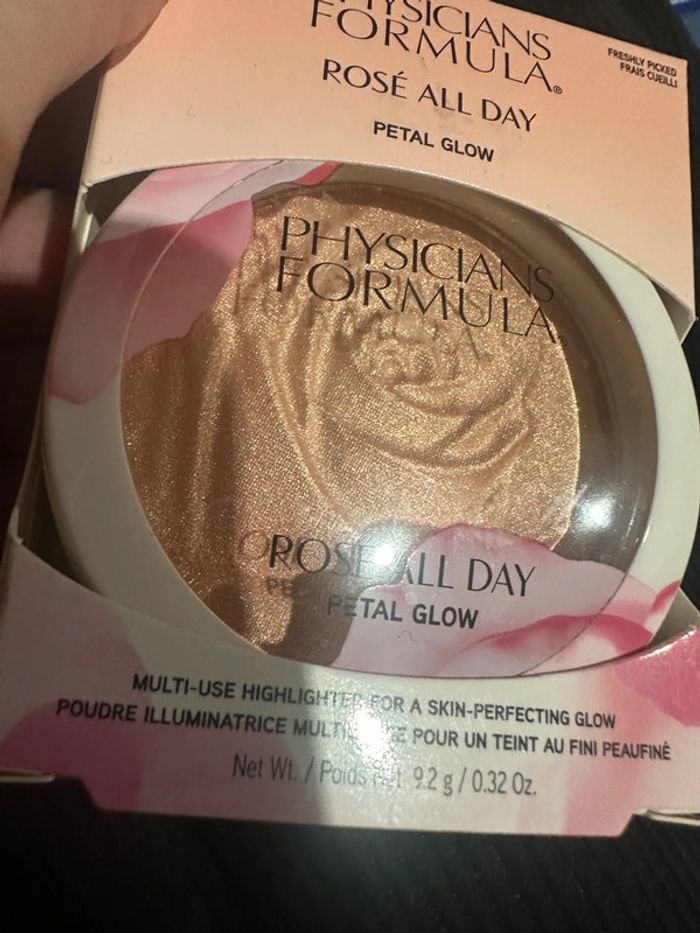 PHYSICIANS
FORMULA®
FRESHLY PICKED
FRAIS CUEILLI
ROSÉ ALL DAY
PETAL GLOW
PHYSICIANS
FORMULA®
ROSÉ ALL DAY
PETAL GLOW
MULTI-USE HIGHLIGHTER FOR A SKIN-PERFECTING GLOW
POUDRE ILLUMINATRICE POUR UN TEINT AU FINI PEAUFINÉ
Net Wt. / Poids 9.2 g / 0.32 Oz.